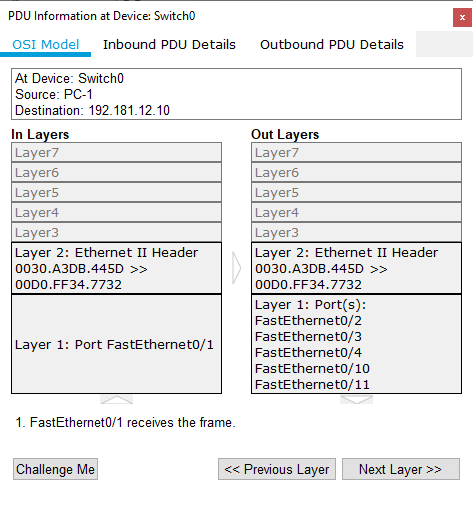 PDU Information at Device: Switch0
x
OSI Model Inbound PDU Details Outbound PDU Details
At Device: Switch0
Source: PC-1
Destination: 192.181.12.10
In Layers
Layer7
Layer6
Layer5
Layer4
Layer3
Layer 2: Ethernet II Header
0030.A3DB.445D >>
00D0.FF34.7732
Layer 1: Port FastEthernet0/1
Out Layers
Layer7
Layer6
Layer5
Layer4
Layer3
Layer 2: Ethernet II Header
0030.A3DB.445D >>
00D0.FF34.7732
Layer 1: Port(s):
FastEthernet0/2
FastEthernet0/3
FastEthernet0/4
FastEthernet0/10
FastEthernet0/11
1. FastEthernet0/1 receives the frame.
Challenge Me << Previous Layer Next Layer >>